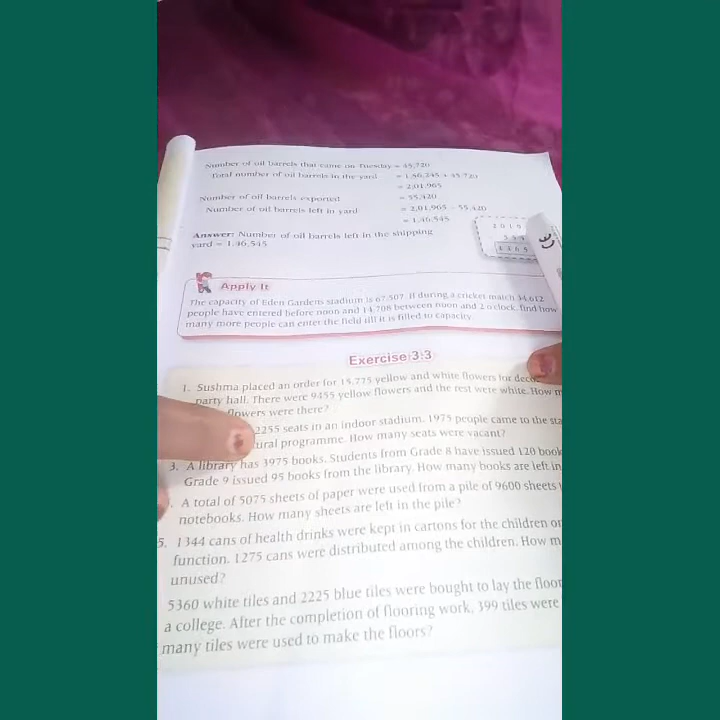 Number of oil barrels that came on Tuesday = 45,720
Total number of oil barrels in the yard = 1,56,245 + 45,720
= 2,01,965
Number of oil barrels exported = 55,420
Number of oil barrels left in yard = 2,01,965 - 55,420
= 1,46,545
Answer: Number of oil barrels left in the shipping
yard = 1,46,545
Apply It
The capacity of Eden Gardens stadium is 67,507. If during a cricket match 34,612
people have entered before noon and 14,706 between noon and 2 o'clock, find how
many more people can enter the field till it is filled to capacity.
Exercise 3.3
1. Sushma placed an order for 15,775 yellow and white flowers for
party hall. There were 9455 yellow flowers and the rest were white. How
flowers were there?
2255 seats in an indoor stadium. 1975 people came to the
programme. How many seats were vacant?
3. A library has 3975 books. Students from Grade 8 have issued 120
Grade 9 issued 95 books from the library. How many books are left in
A total of 5075 sheets of paper were used from a pile of 9600 sheets
notebooks. How many sheets are left in the pile?
5. 1344 cans of health drinks were kept in cartons for the children
function. 1275 cans were distributed among the children. How
unused?
5360 white tiles and 2225 blue tiles were bought to lay the
a college. After the completion of flooring work, 399 tiles were
many tiles were used to make the floors?